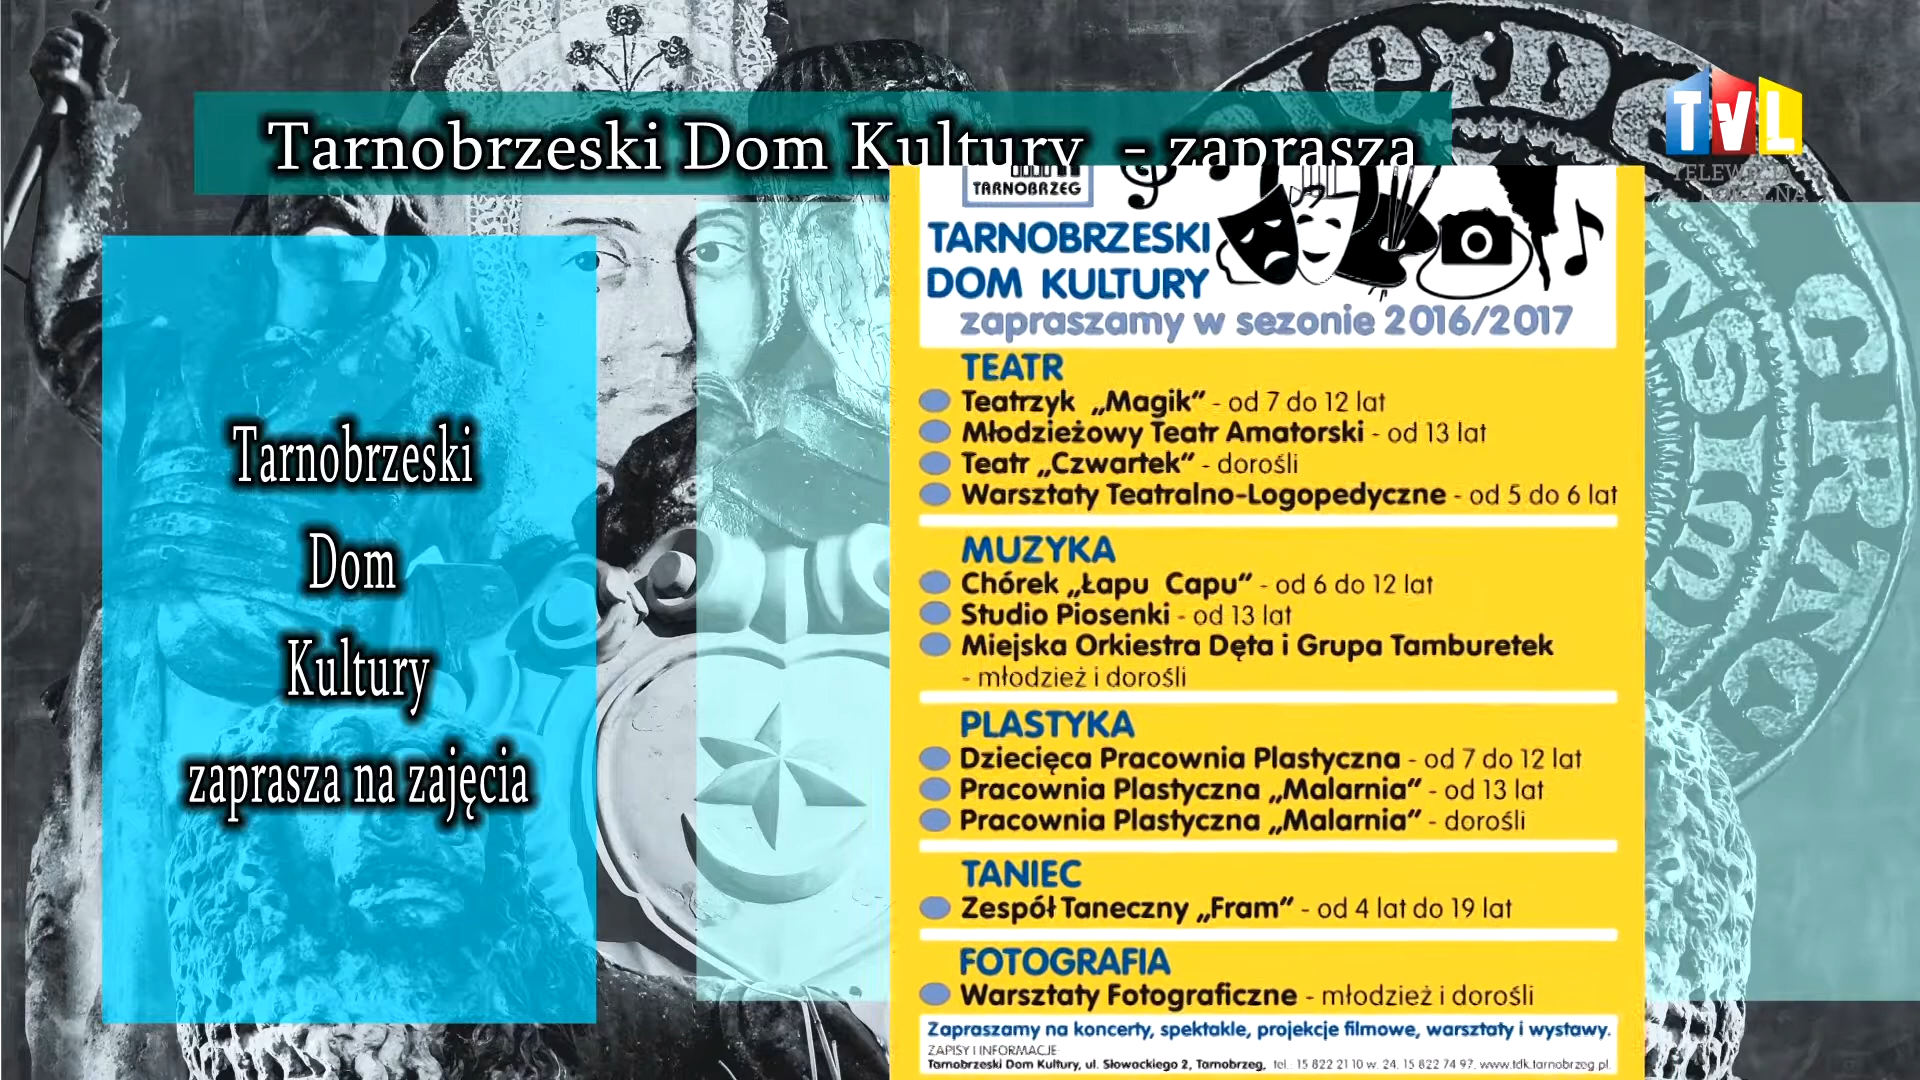 Tarnobrzeski Dom Kultury - zaprasza
TVL
TELEWIZJA
LOKALNA
Tarnobrzeski
Dom
Kultury
zaprasza na zajęcia
TARNOBRZEG
TARNOBRZESKI
DOM KULTURY
zapraszamy w sezonie 2016/2017
TEATR
Teatrzyk „Magik” - od 7 do 12 lat
Młodzieżowy Teatr Amatorski - od 13 lat
Teatr „Czwartek” - dorośli
Warsztaty Teatralno-Logopedyczne - od 5 do 6 lat
MUZYKA
Chórek „Łapu Capu” - od 6 do 12 lat
Studio Piosenki - od 13 lat
Miejska Orkiestra Dęta i Grupa Tamburetek
- młodzież i dorośli
PLASTYKA
Dziecięca Pracownia Plastyczna - od 7 do 12 lat
Pracownia Plastyczna „Malarnia” - od 13 lat
Pracownia Plastyczna „Malarnia” - dorośli
TANIEC
Zespół Taneczny „Fram” - od 4 lat do 19 lat
FOTOGRAFIA
Warsztaty Fotograficzne - młodzież i dorośli
Zapraszamy na koncerty, spektakle, projekcje filmowe, warsztaty i wystawy.
ZAPISY I INFORMACJE
Tarnobrzeski Dom Kultury, ul. Słowackiego 2, Tarnobrzeg, tel.: 15 822 21 10 w. 24, 15 822 74 97, www.tdk.tarnobrzeg.pl